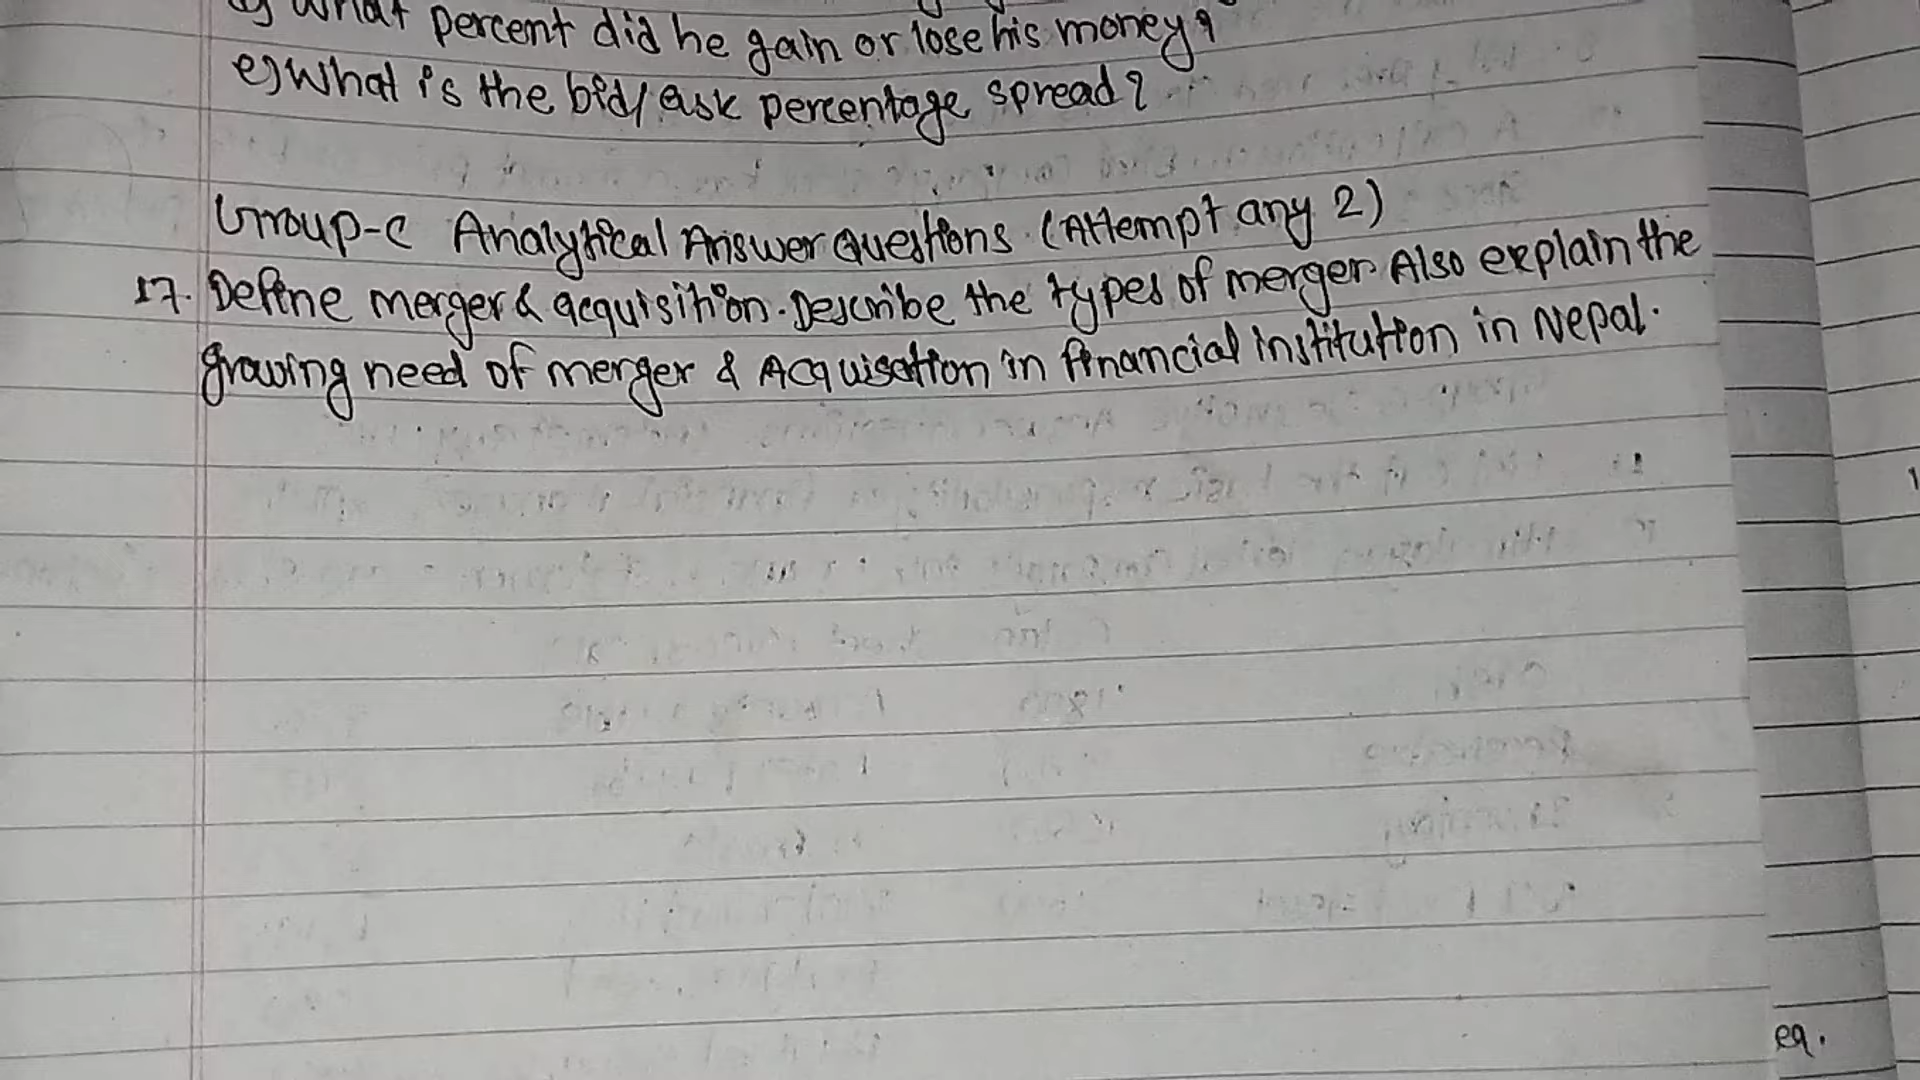 What percent did he gain or lose his money?
e) What is the bid/ask percentage spread?
Group-C Analytical Answer Questions. (Attempt any 2)
17. Define merger & acquisition. Describe the types of merger. Also explain the
growing need of merger & Acquisation in financial institution in Nepal.
eq.